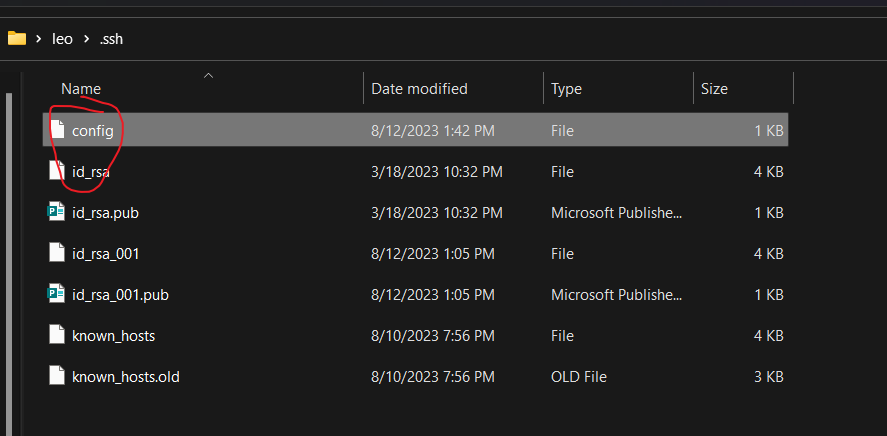 leo > .ssh
Name Date modified Type Size
config 8/12/2023 1:42 PM File 1 KB
id_rsa 3/18/2023 10:32 PM File 4 KB
id_rsa.pub 3/18/2023 10:32 PM Microsoft Publishe... 1 KB
id_rsa_001 8/12/2023 1:05 PM File 4 KB
id_rsa_001.pub 8/12/2023 1:05 PM Microsoft Publishe... 1 KB
known_hosts 8/10/2023 7:56 PM File 4 KB
known_hosts.old 8/10/2023 7:56 PM OLD File 3 KB